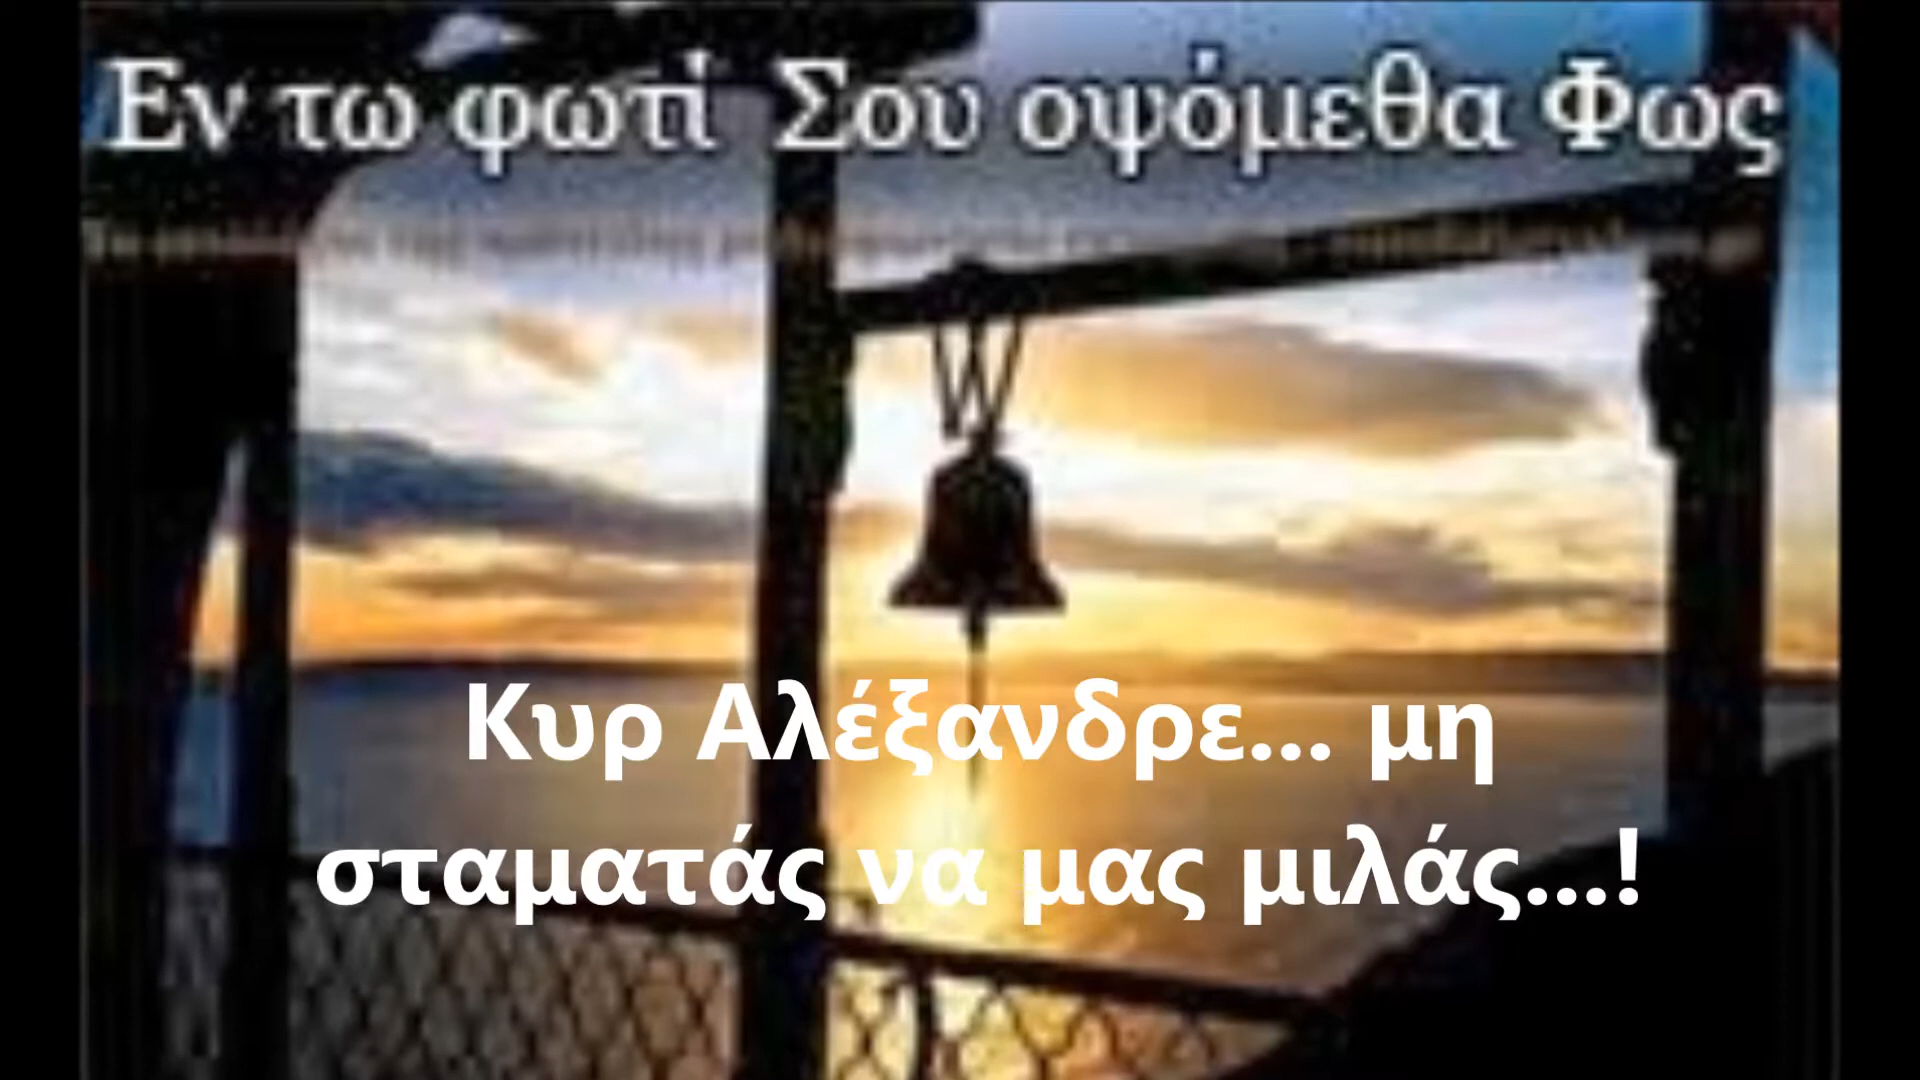 Εν τω φωτί Σου οψόμεθα Φως
Κυρ Αλέξανδρε... μη
σταματάς να μας μιλάς...!